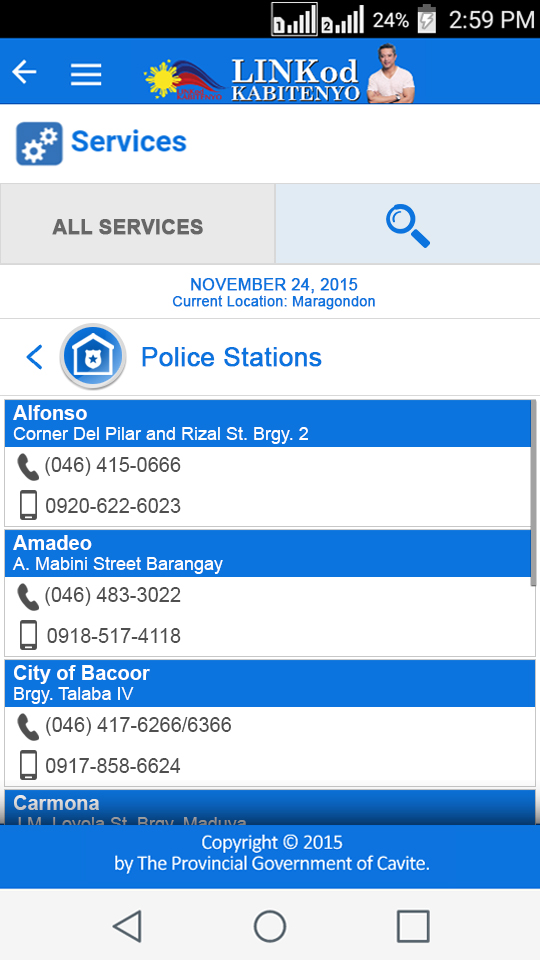 1 2 24% 2:59 PM
LINKod
KABITENYO
Services
ALL SERVICES
NOVEMBER 24, 2015
Current Location: Maragondon
Police Stations
Alfonso
Corner Del Pilar and Rizal St. Brgy. 2
(046) 415-0666
0920-622-6023
Amadeo
A. Mabini Street Barangay
(046) 483-3022
0918-517-4118
City of Bacoor
Brgy. Talaba IV
(046) 417-6266/6366
0917-858-6624
Carmona
J.M. Loyola St. Brgy. Maduya
Copyright © 2015
by The Provincial Government of Cavite.